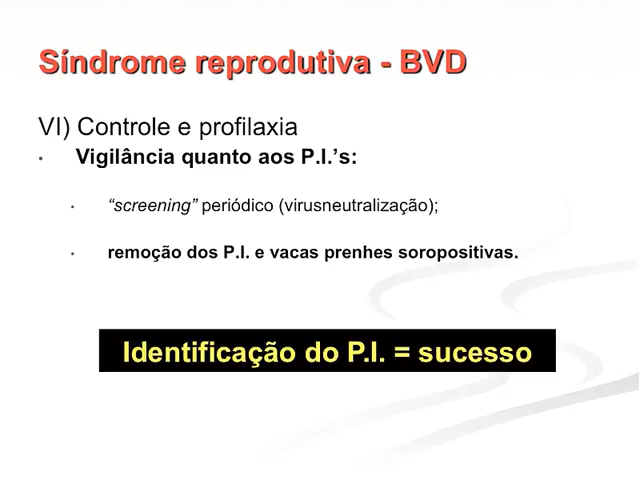 Síndrome reprodutiva - BVD
VI) Controle e profilaxia
• Vigilância quanto aos P.I.’s:
• “screening” periódico (virusneutralização);
• remoção dos P.I. e vacas prenhes soropositivas.
Identificação do P.I. = sucesso